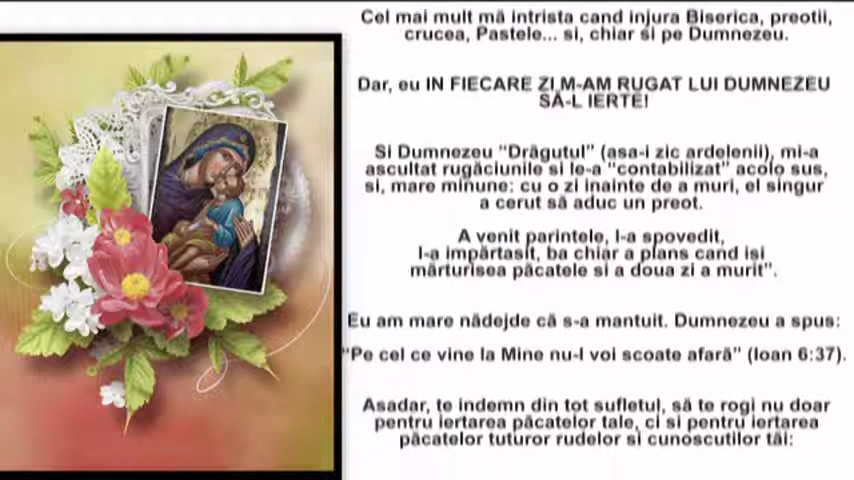 Cel mai mult mă intrista cand injura Biserica, preotii,
crucea, Pastele... si, chiar si pe Dumnezeu.
Dar, eu IN FIECARE ZI M-AM RUGAT LUI DUMNEZEU
SĂ-L IERTE!
Si Dumnezeu "Drăgutul" (asa-i zic ardelenii), mi-a
ascultat rugăciunile si le-a "contabilizat" acolo sus,
si, mare minune: cu o zi inainte de a muri, el singur
a cerut să aduc un preot.
A venit parintele, l-a spovedit,
l-a impărtasit, ba chiar a plans cand isi
mărturisea păcatele si a doua zi a murit".
Eu am mare nădejde că s-a mantuit. Dumnezeu a spus:
"Pe cel ce vine la Mine nu-l voi scoate afară" (Ioan 6:37).
Asadar, te indemn din tot sufletul, să te rogi nu doar
pentru iertarea păcatelor tale, ci si pentru iertarea
păcatelor tuturor rudelor si cunoscutilor tăi: